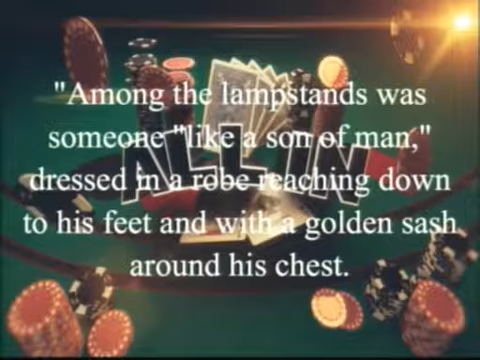 "Among the lampstands was
someone "like a son of man,"
dressed in a robe reaching down
to his feet and with a golden sash
around his chest.
ALL IN